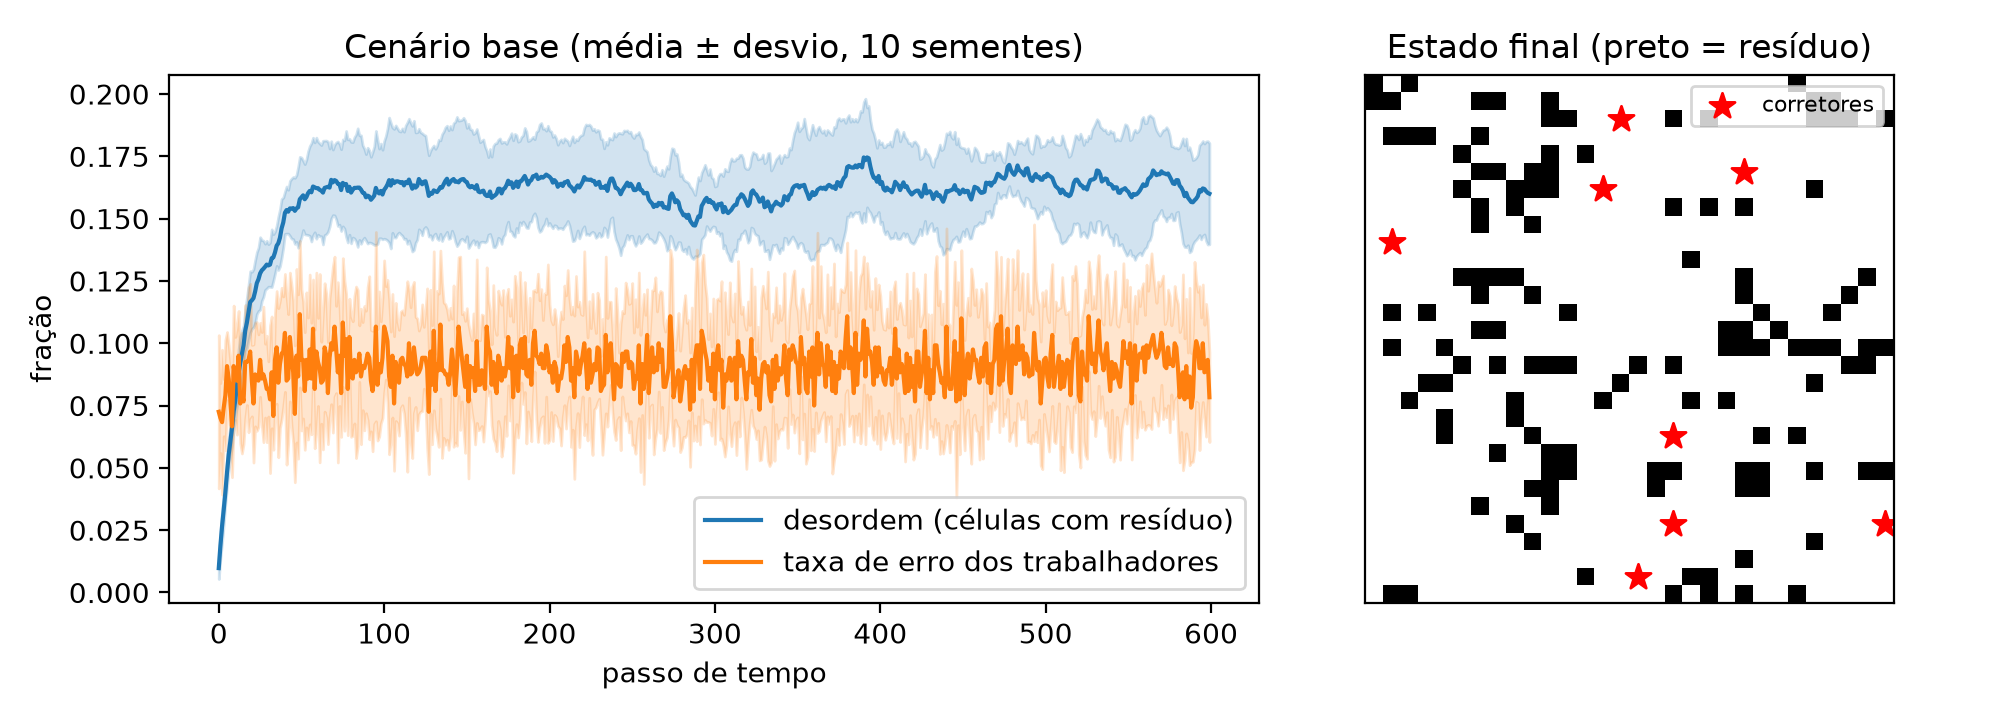 Cenário base (média ± desvio, 10 sementes)
0.200
0.175
0.150
0.125
0.100
0.075
0.050
0.025
0.000
fração
0 100 200 300 400 500 600
passo de tempo
desordem (células com resíduo)
taxa de erro dos trabalhadores
Estado final (preto = resíduo)
corretores